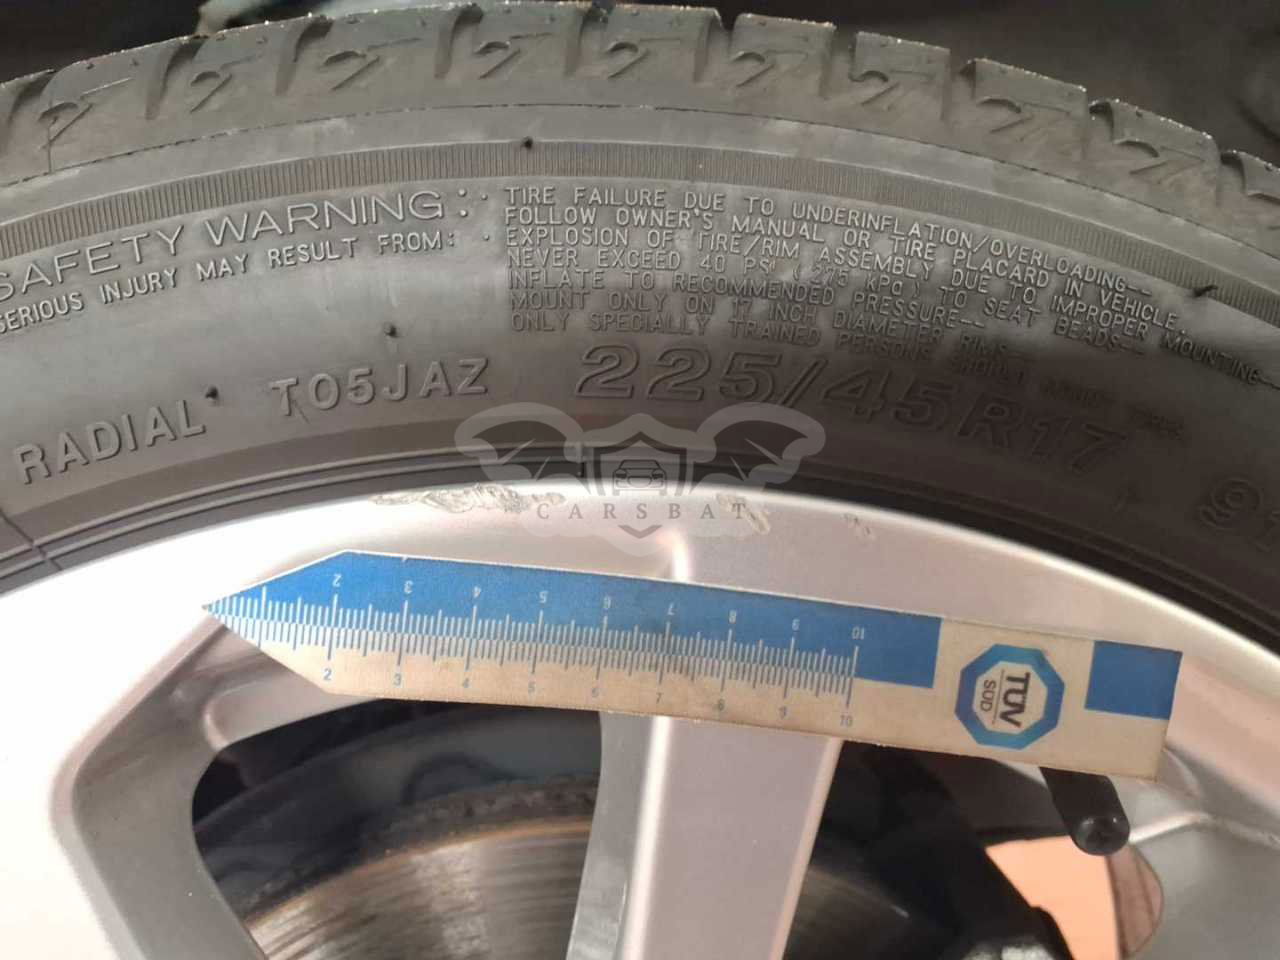 SAFETY WARNING:
SERIOUS INJURY MAY RESULT FROM:
TIRE FAILURE DUE TO UNDERINFLATION/OVERLOADING--
FOLLOW OWNER'S MANUAL OR TIRE PLACARD IN VEHICLE.
EXPLOSION OF TIRE/RIM ASSEMBLY DUE TO IMPROPER MOUNTING--
NEVER EXCEED 40 PSI (275 KPa) TO SEAT BEADS--
INFLATE TO RECOMMENDED PRESSURE--
MOUNT ONLY ON 17 INCH DIAMETER RIMS--
ONLY SPECIALLY TRAINED PERSONS SHOULD MOUNT
RADIAL T05JAZ 225/45R17
CARSBAT
2 3 4 5 6 7 8 9 10
2 3 4 5 6 7 8 9 10
TÜV
SÜD